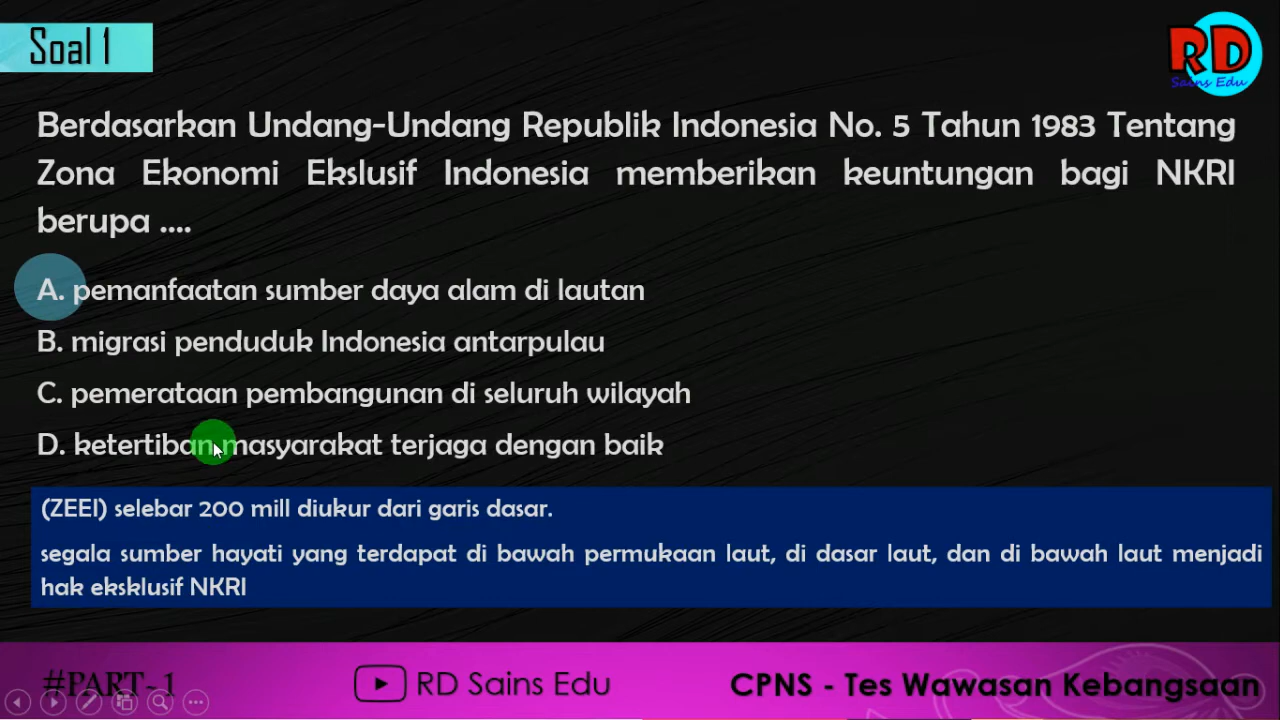 Soal 1
RD
Sains Edu
Berdasarkan Undang-Undang Republik Indonesia No. 5 Tahun 1983 Tentang
Zona Ekonomi Ekslusif Indonesia memberikan keuntungan bagi NKRI
berupa ....
A. pemanfaatan sumber daya alam di lautan
B. migrasi penduduk Indonesia antarpulau
C. pemerataan pembangunan di seluruh wilayah
D. ketertiban masyarakat terjaga dengan baik
(ZEEI) selebar 200 mill diukur dari garis dasar.
segala sumber hayati yang terdapat di bawah permukaan laut, di dasar laut, dan di bawah laut menjadi
hak eksklusif NKRI
#PART-1
RD Sains Edu
CPNS - Tes Wawasan Kebangsaan